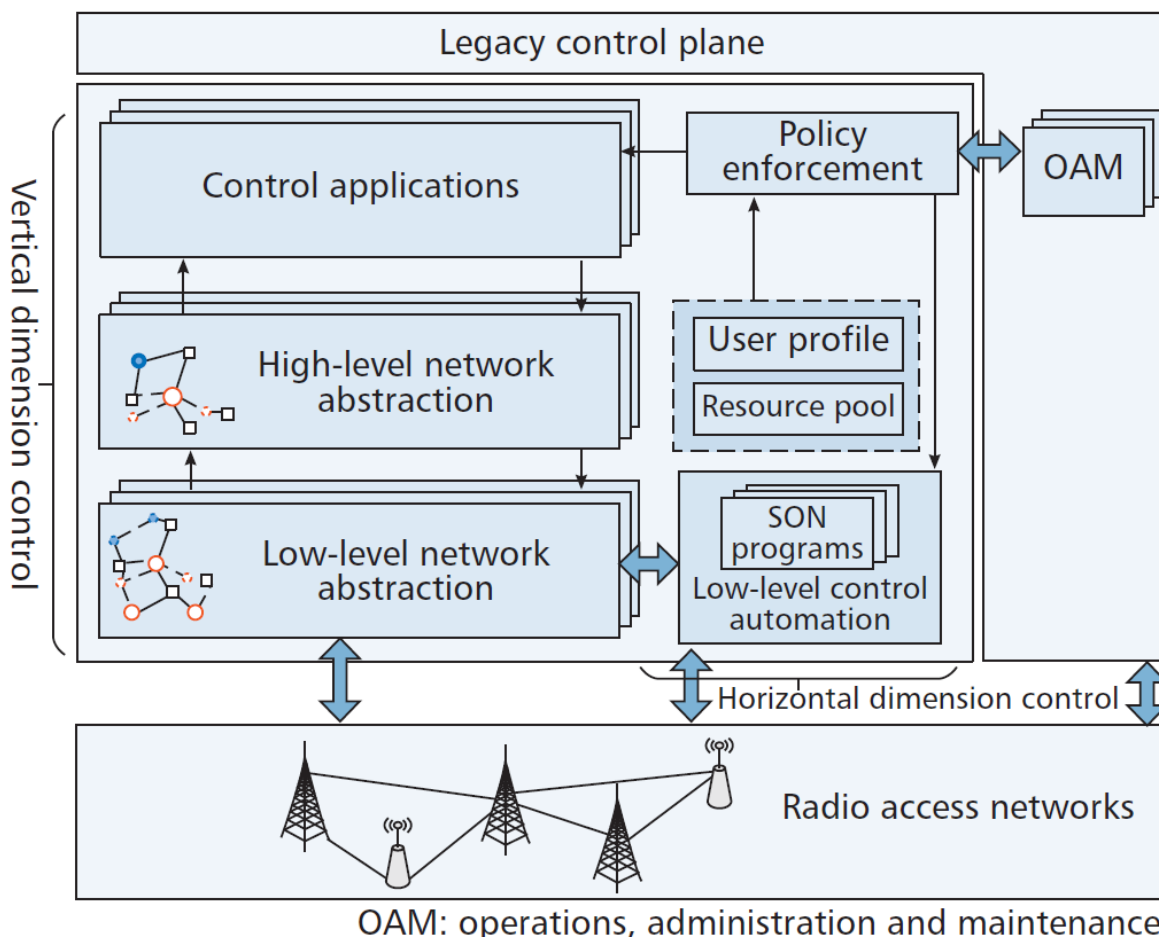 Legacy control plane
Vertical dimension control
Control applications
Policy
enforcement
OAM
High-level network
abstraction
User profile
Resource pool
Low-level network
abstraction
SON
programs
Low-level control
automation
Horizontal dimension control
Radio access networks
OAM: operations, administration and maintenance